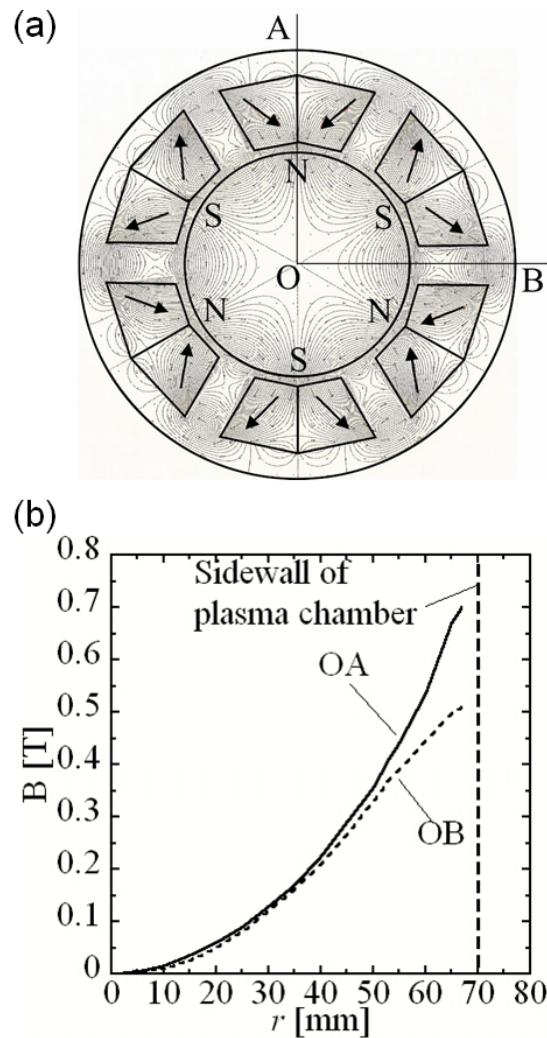 (a)
A
N
S
S
O
B
N
N
S
(b)
0.8
0.7
0.6
0.5
0.4
0.3
0.2
0.1
0
B [T]
Sidewall of
plasma chamber
OA
OB
0 10 20 30 40 50 60 70 80
r [mm]